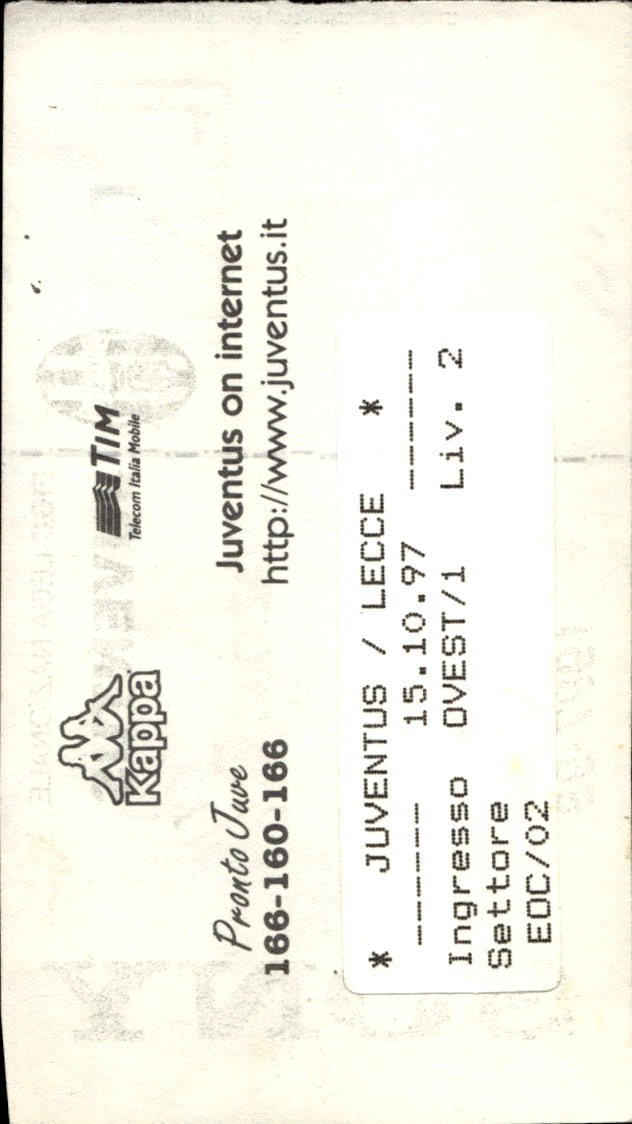 Kappa
TIM
Telecom Italia Mobile
Pronto Juve
166-160-166
Juventus on internet
http://www.juventus.it
* JUVENTUS / LECCE *
------ 15.10.97 ------
Ingresso OVEST/1 Liv. 2
Settore
EOC/02